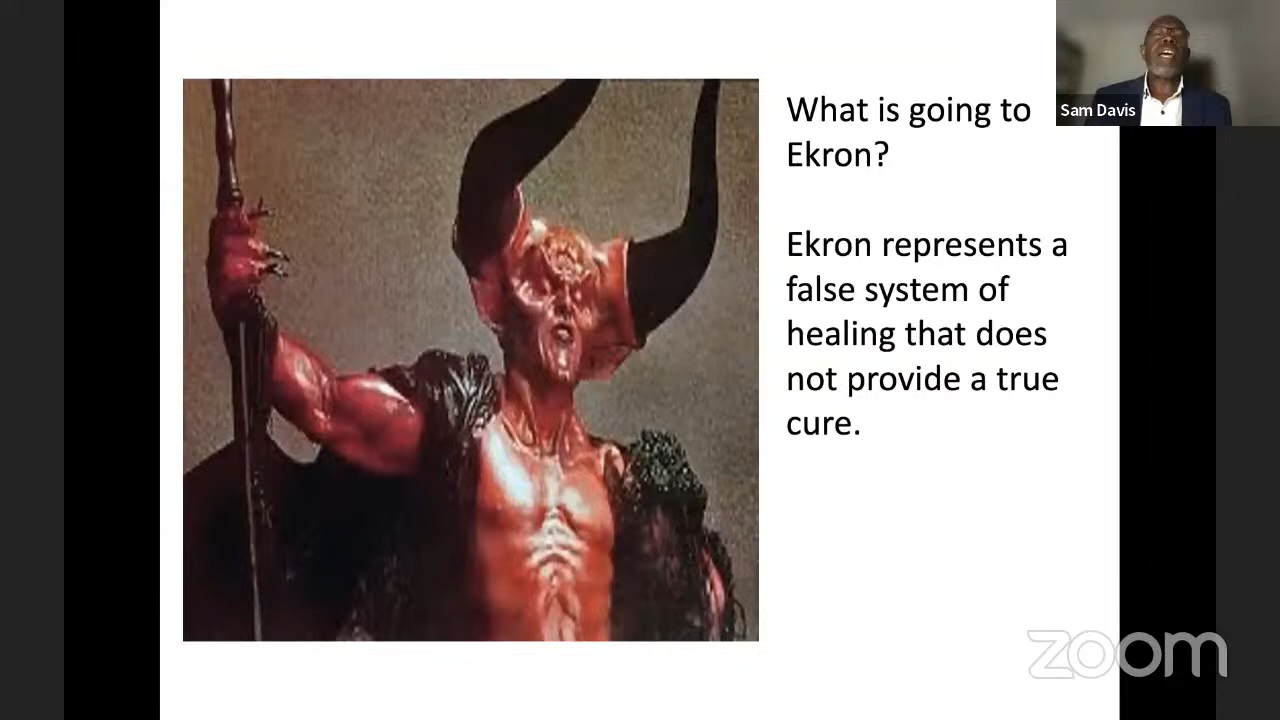 What is going to
Ekron?
Ekron represents a
false system of
healing that does
not provide a true
cure.
Sam Davis
zoom